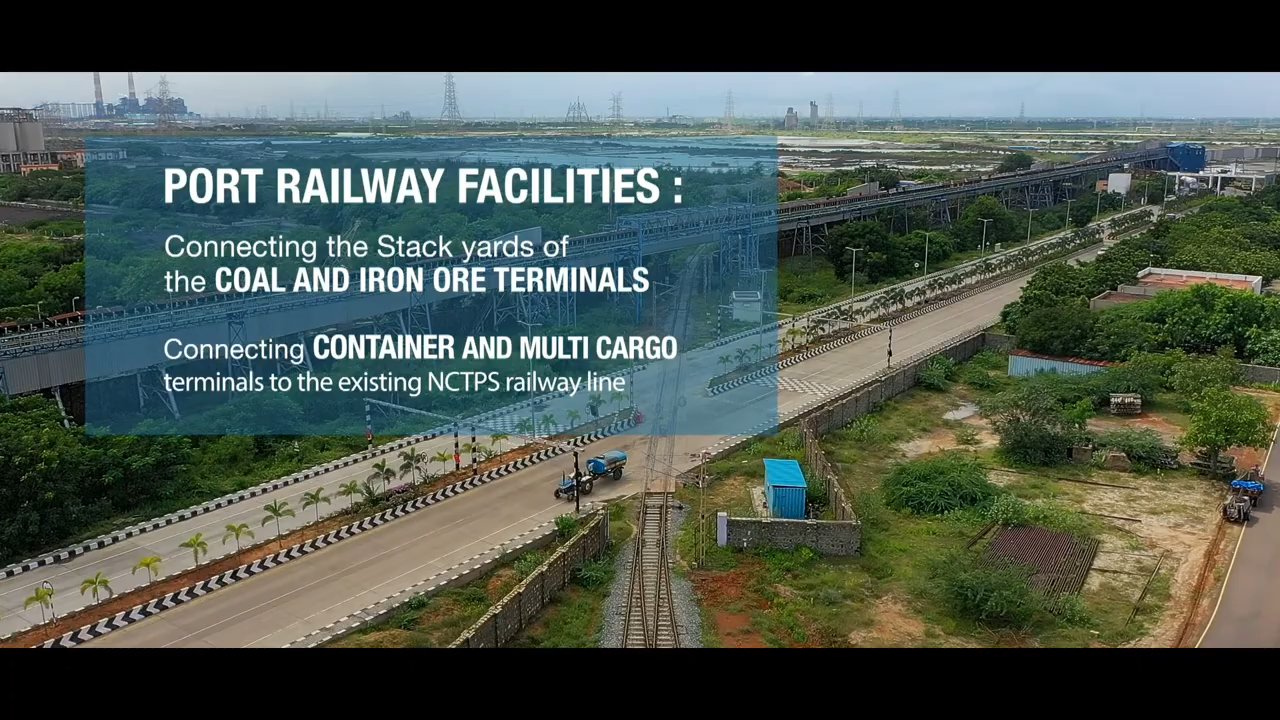 PORT RAILWAY FACILITIES :
Connecting the Stack yards of
the COAL AND IRON ORE TERMINALS
Connecting CONTAINER AND MULTI CARGO
terminals to the existing NCTPS railway line